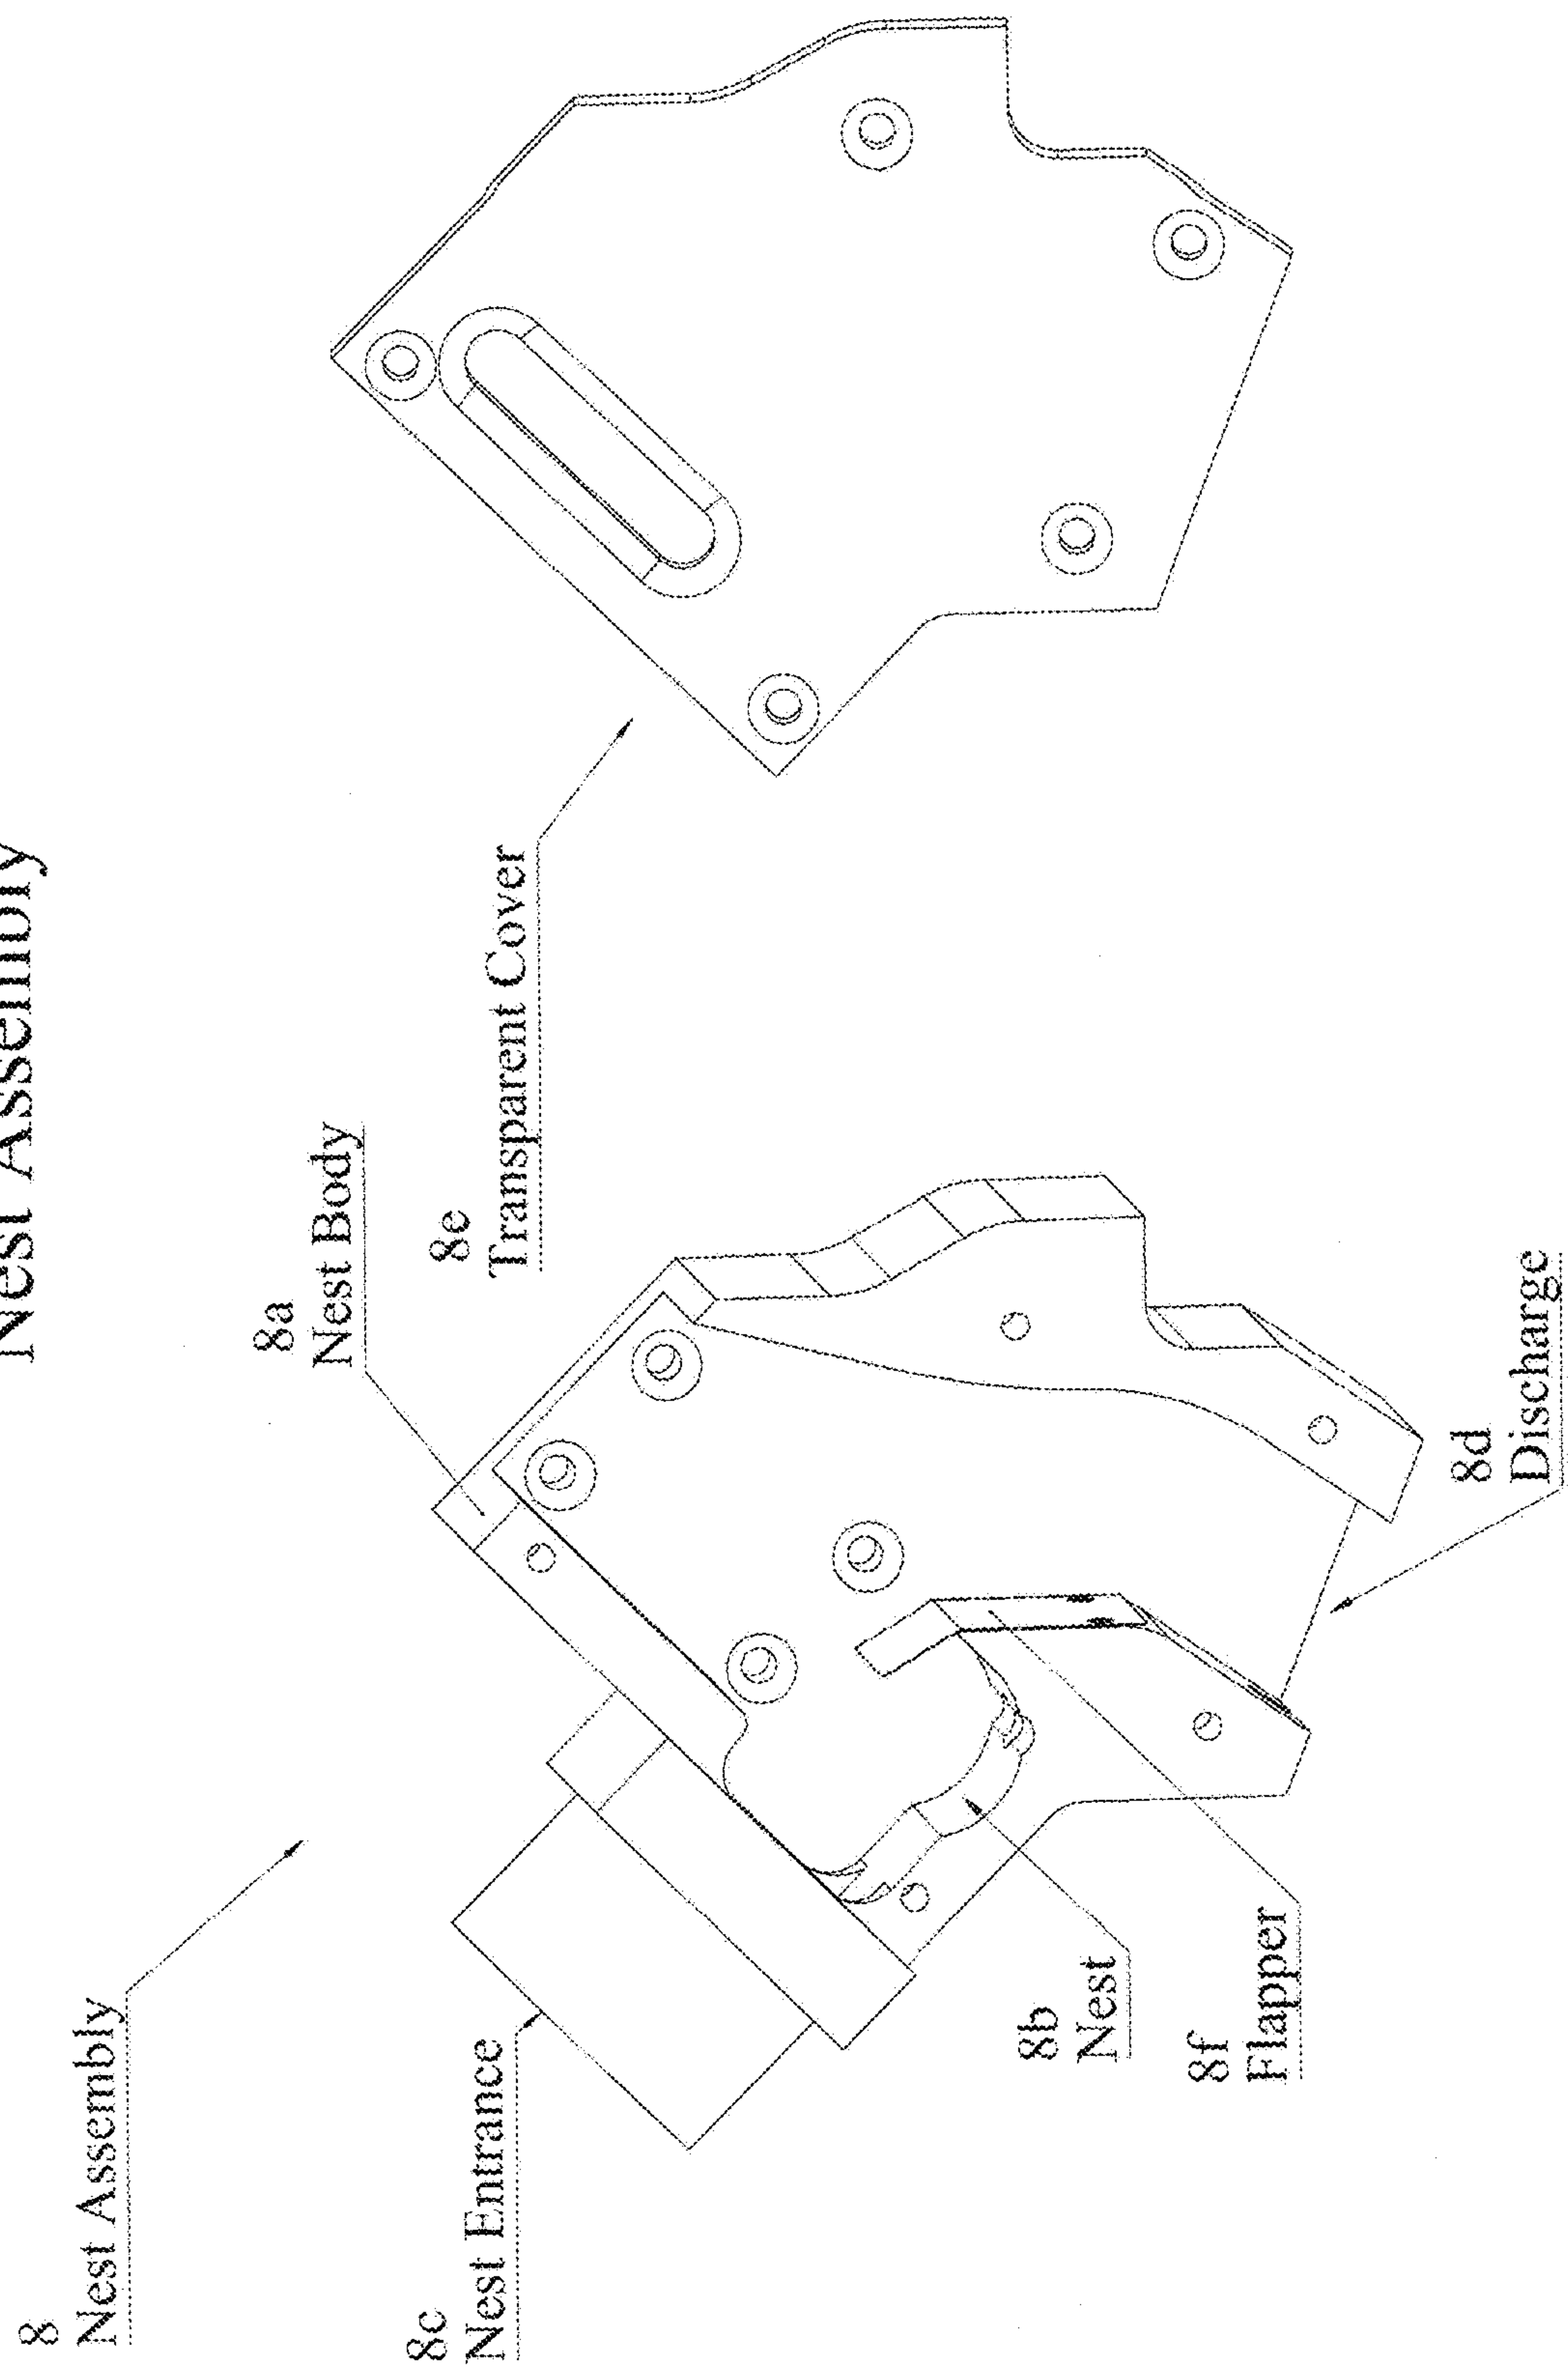 Nest Assembly
8
Nest Assembly
8a
Nest Body
8e
Transparent Cover
8c
Nest Entrance
8b
Nest
8f
Flapper
8d
Discharge